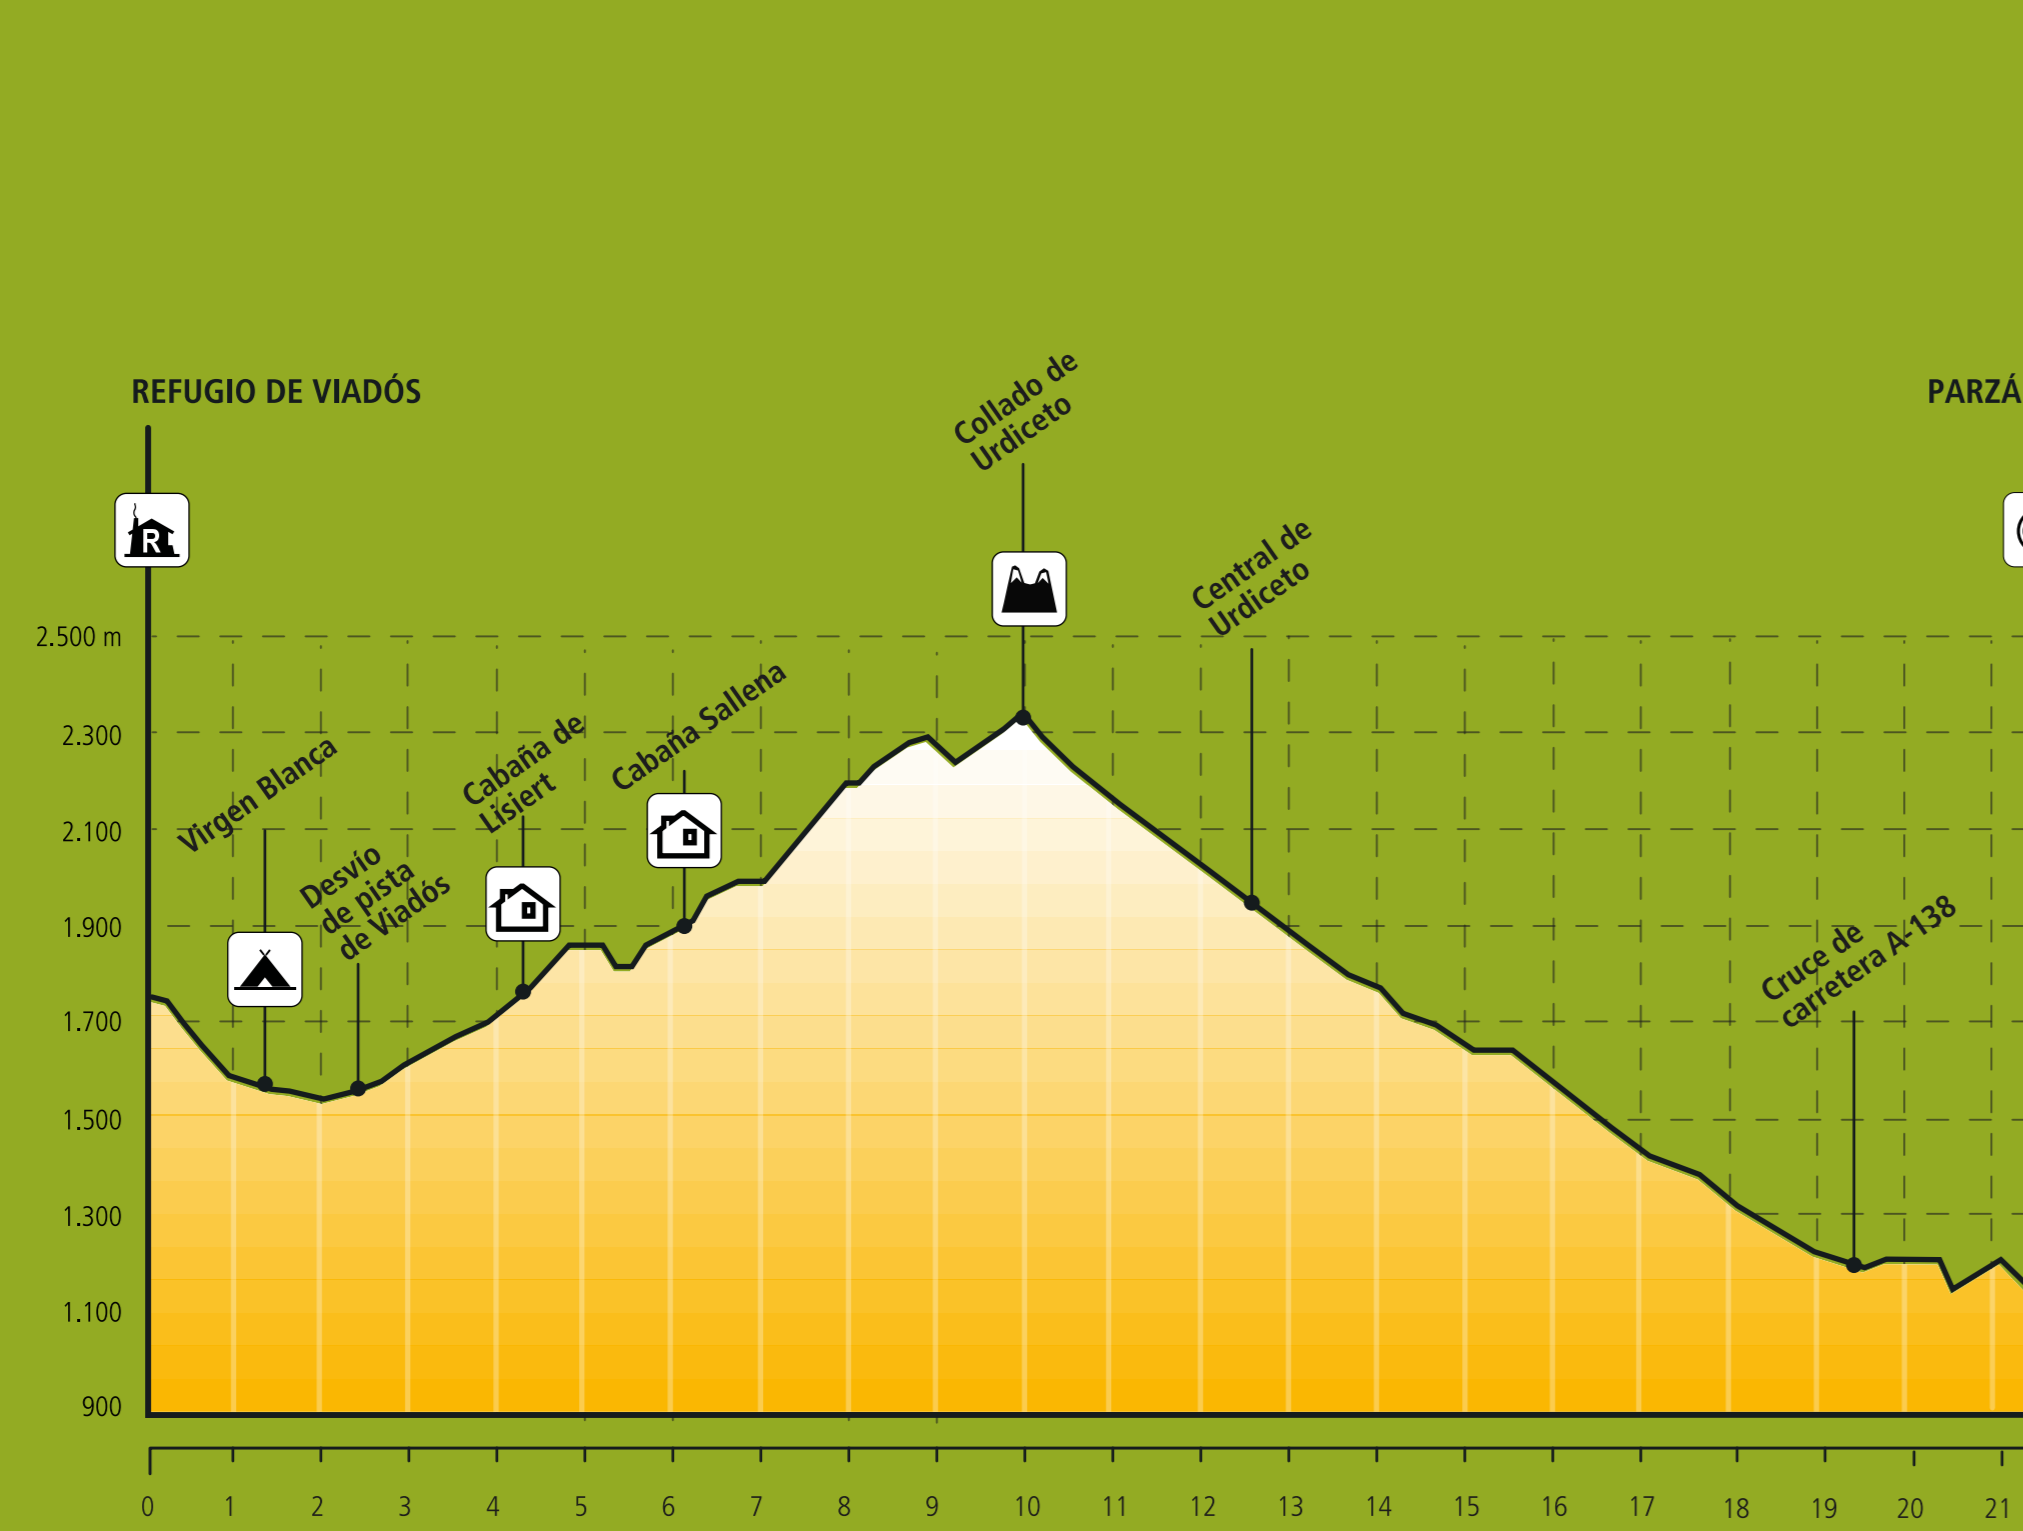 REFUGIO DE VIADÓS
PARZÁ
Collado de
Urdiceto
Central de
Urdiceto
Cabaña Sallena
Cabaña de
Lisiert
Virgen Blanca
Desvío
de pista
de Viadós
Cruce de
carretera A-138
R
2.500 m
2.300
2.100
1.900
1.700
1.500
1.300
1.100
900
0 1 2 3 4 5 6 7 8 9 10 11 12 13 14 15 16 17 18 19 20 21